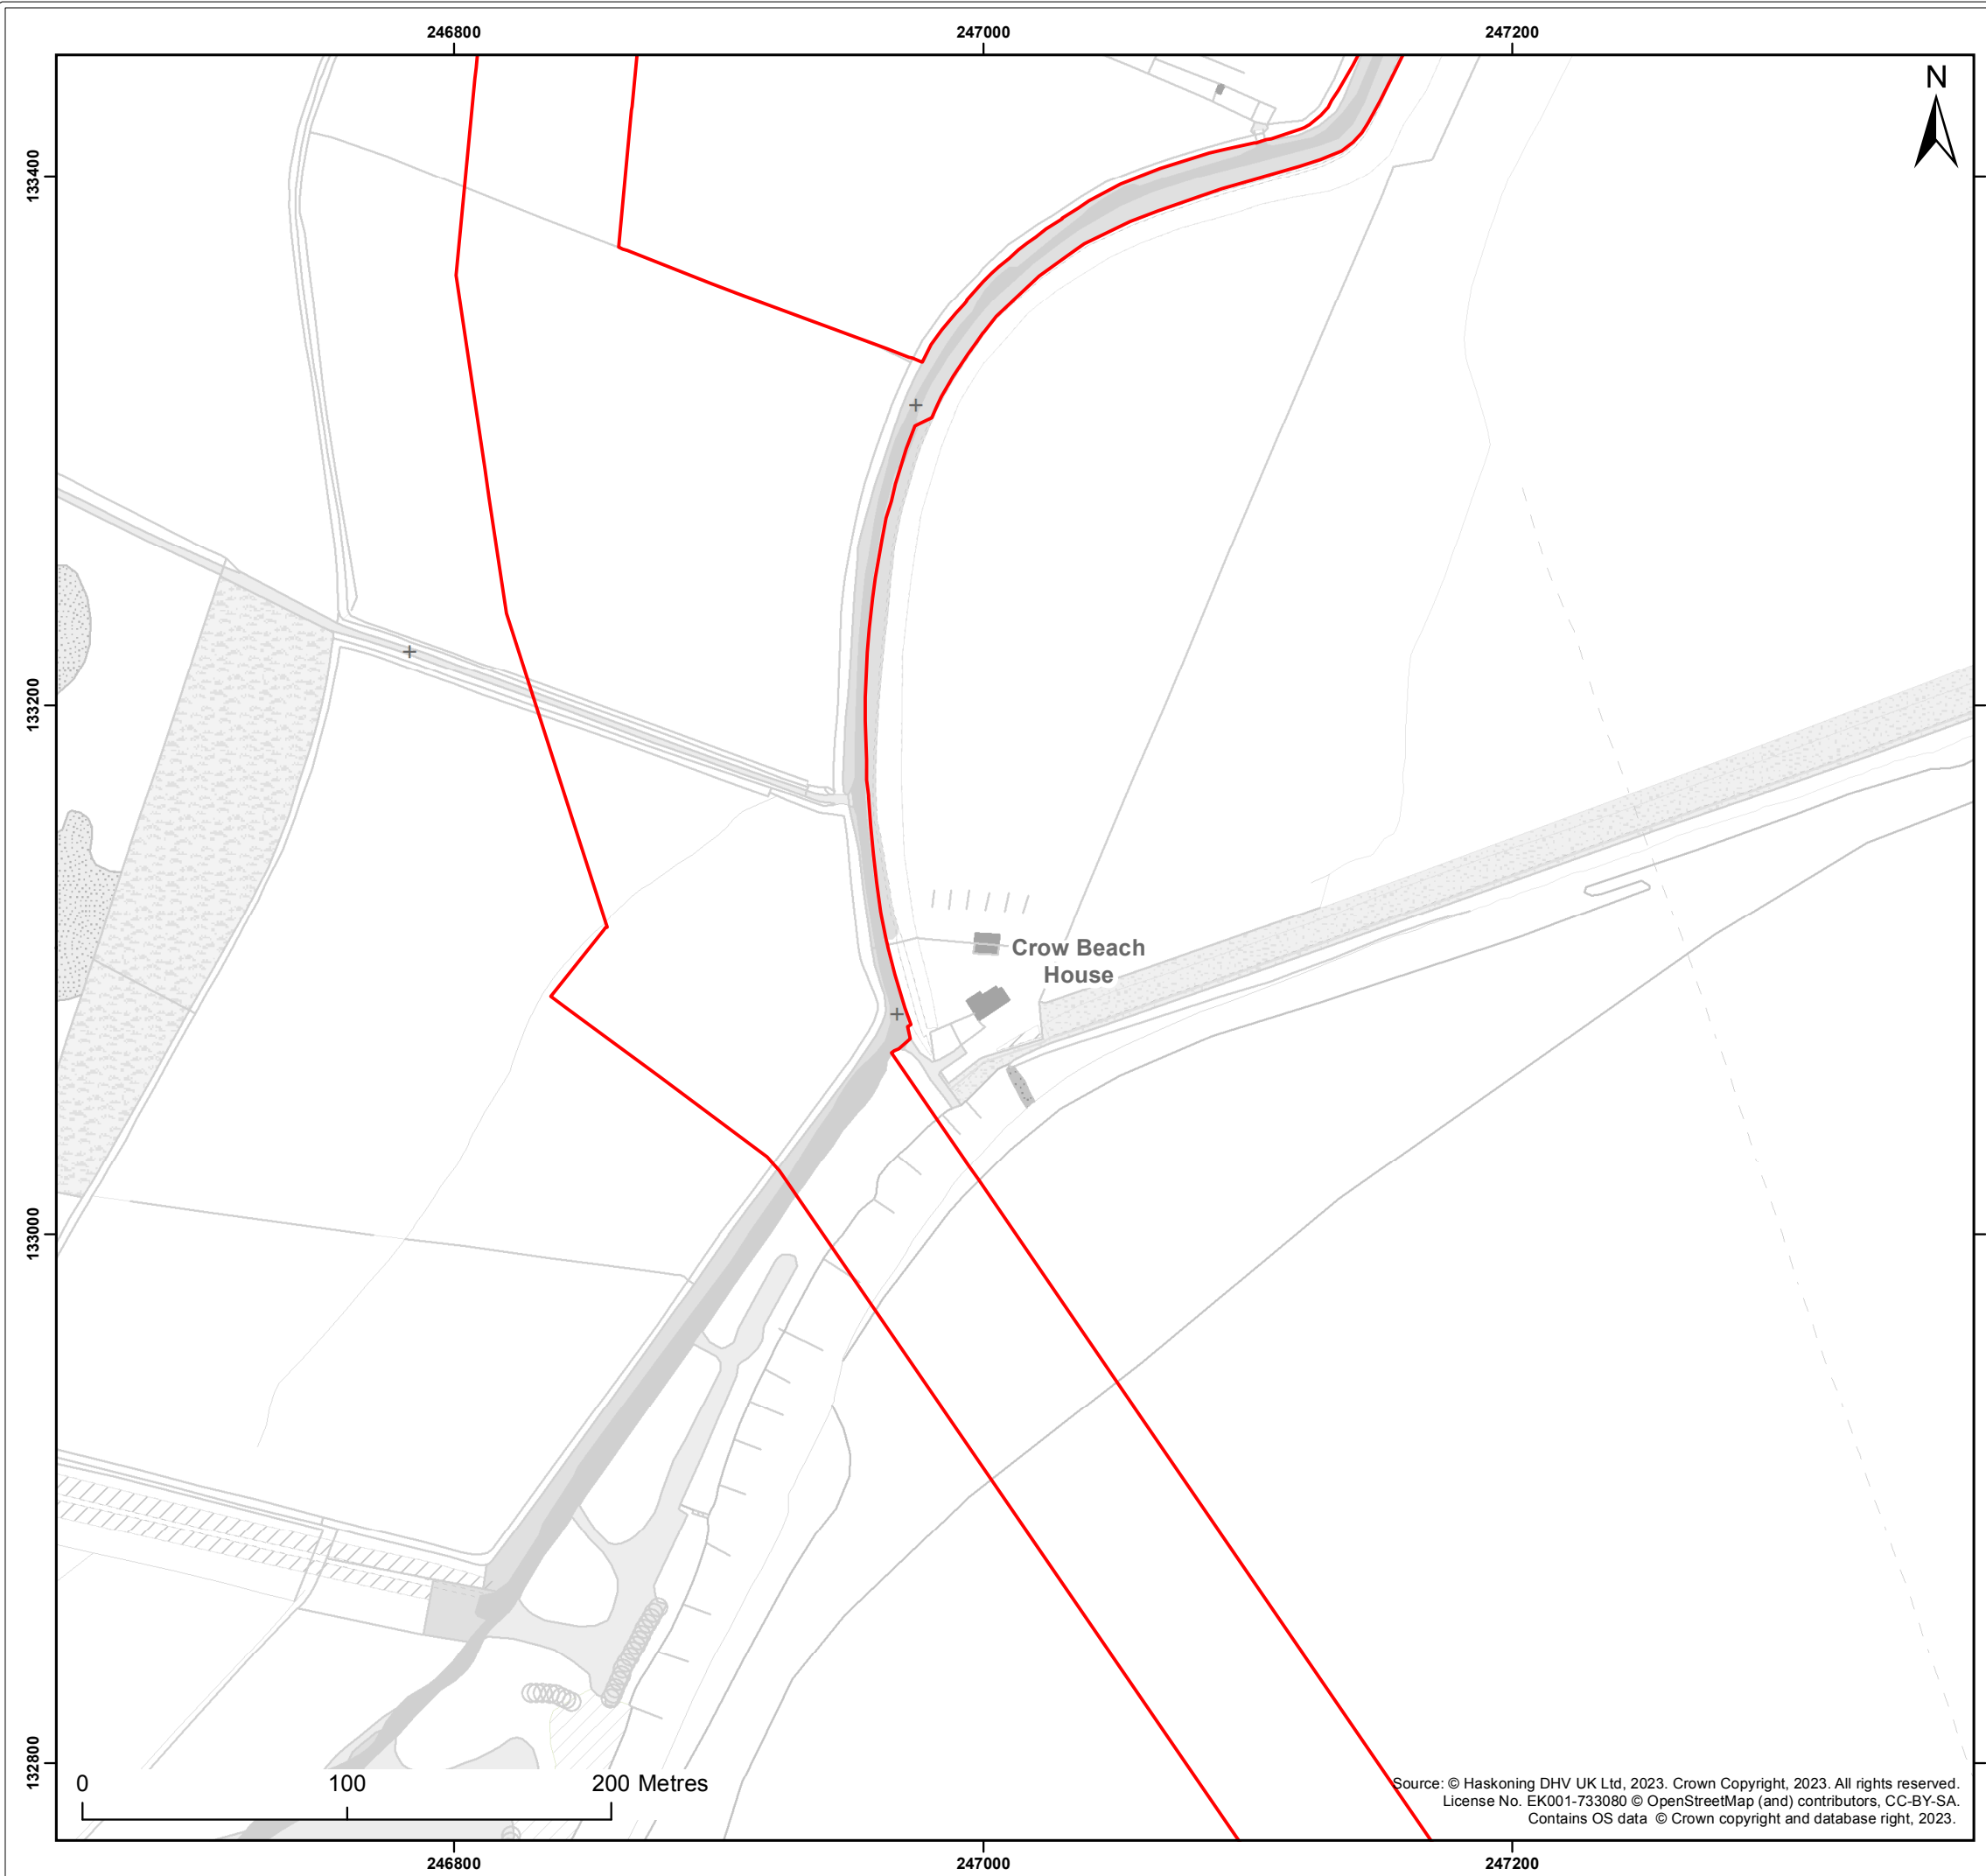 246800
247000
247200
N
133400
133200
133000
132800
Crow Beach
House
0
100
200 Metres
Source: © Haskoning DHV UK Ltd, 2023. Crown Copyright, 2023. All rights reserved.
License No. EK001-733080 © OpenStreetMap (and) contributors, CC-BY-SA.
Contains OS data © Crown copyright and database right, 2023.
246800
247000
247200